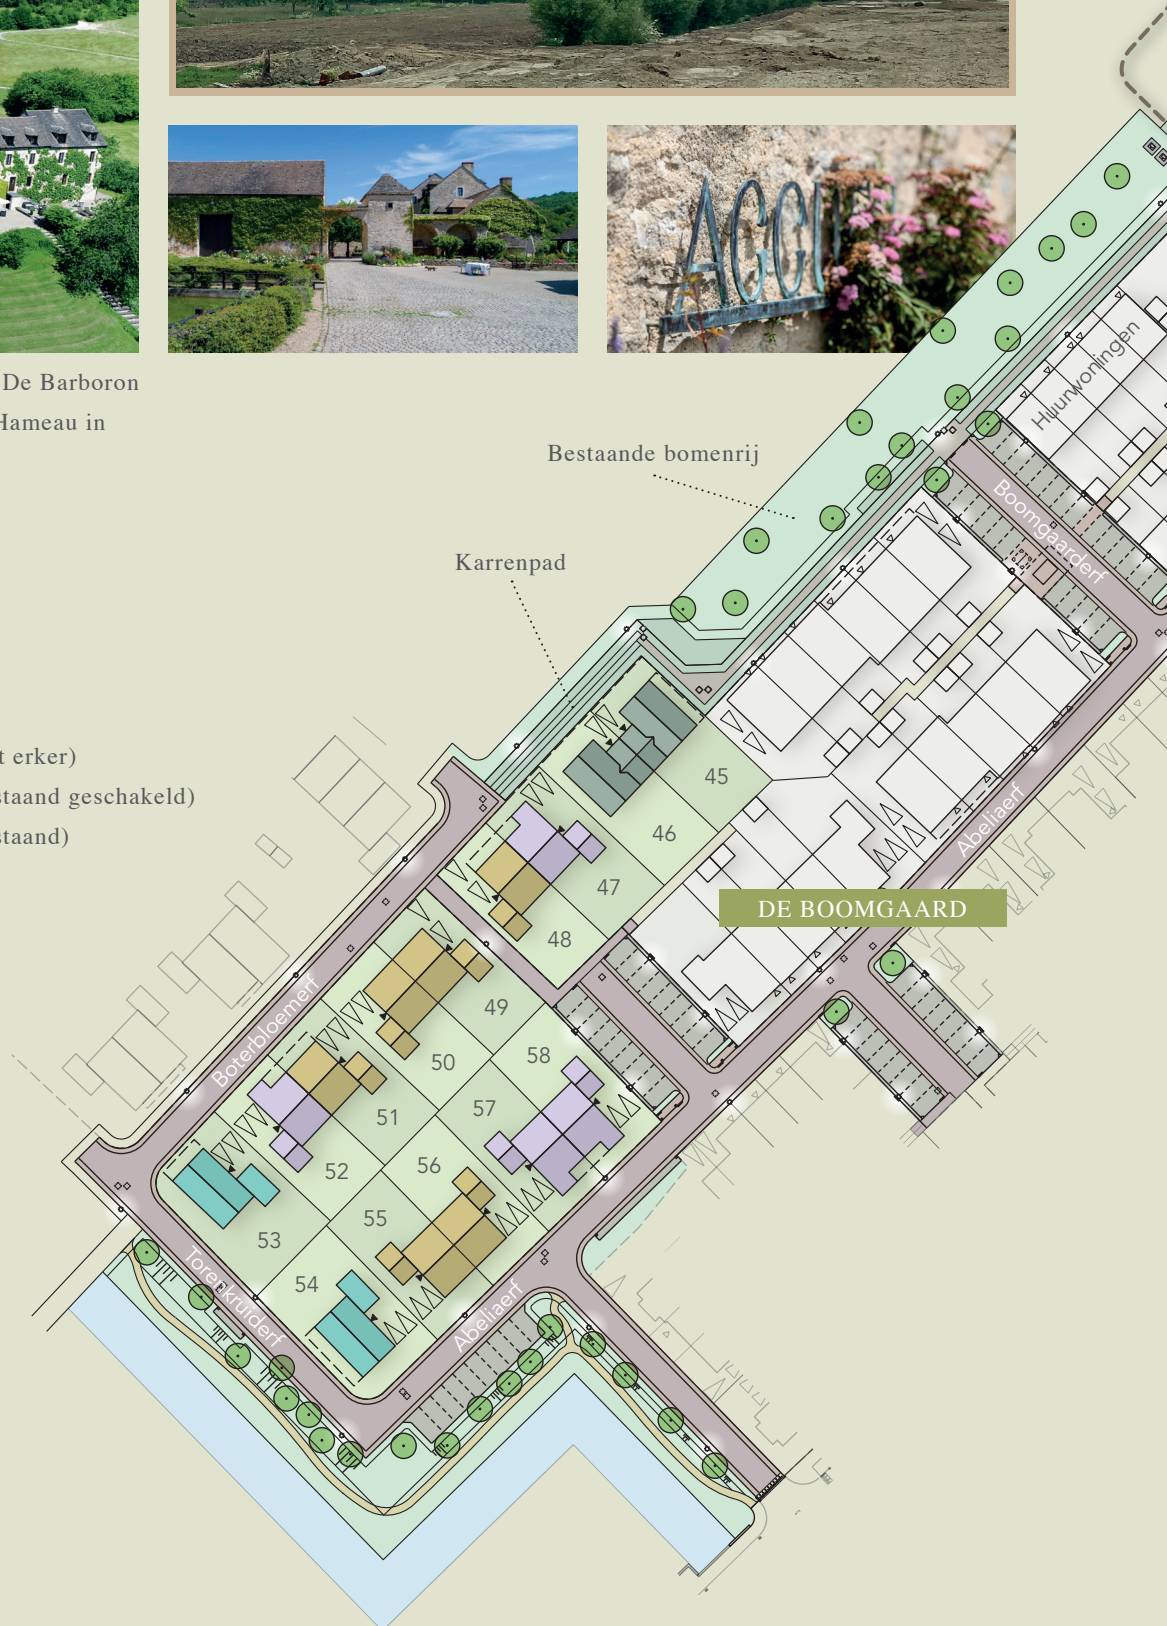 De Barboron
Hameau in
ACCU
Bestaande bomenrij
Karrenpad
t erker)
staand geschakeld)
staand)
Huurwoningen
Boomgaarderf
Abeliaerf
DE BOOMGAARD
45
46
47
48
49
50
51
52
53
54
55
56
57
58
Boterbloemerf
Torenkruiderf
Abeliaerf